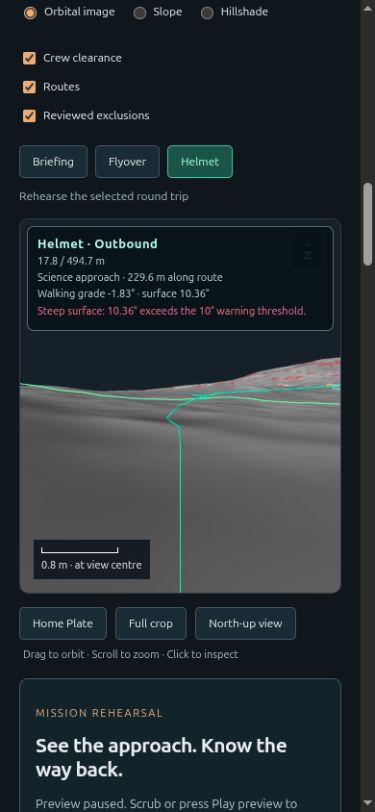 Orbital image Slope Hillshade
Crew clearance
Routes
Reviewed exclusions
Briefing Flyover Helmet
Rehearse the selected round trip
Helmet · Outbound
17.8 / 494.7 m
Science approach · 229.6 m along route
Walking grade -1.83° · surface 10.36°
Steep surface: 10.36° exceeds the 10° warning threshold.
0.8 m · at view centre
Home Plate Full crop North-up view
Drag to orbit · Scroll to zoom · Click to inspect
MISSION REHEARSAL
See the approach. Know the
way back.
Preview paused. Scrub or press Play preview to